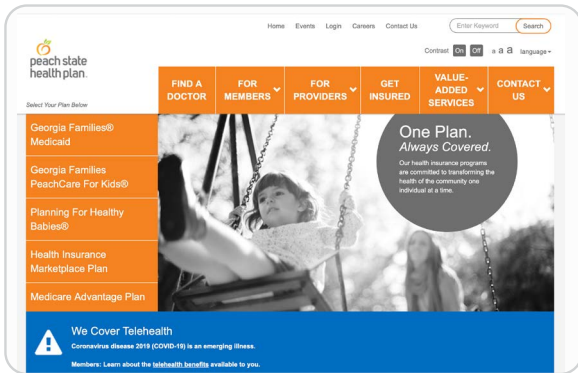 Home Events Login Careers Contact Us
Enter Keyword Search
Contrast On Off a a a language
peach state
health plan.
Select Your Plan Below
FIND A
DOCTOR
FOR
MEMBERS
FOR
PROVIDERS
GET
INSURED
VALUE-
ADDED
SERVICES
CONTACT
US
Georgia Families®
Medicaid
Georgia Families
PeachCare For Kids®
Planning For Healthy
Babies®
Health Insurance
Marketplace Plan
Medicare Advantage Plan
One Plan.
Always Covered.
Our health insurance programs
are committed to transforming the
health of the community one
individual at a time.
We Cover Telehealth
Coronavirus disease 2019 (COVID-19) is an emerging illness.
Members: Learn about the telehealth benefits available to you.